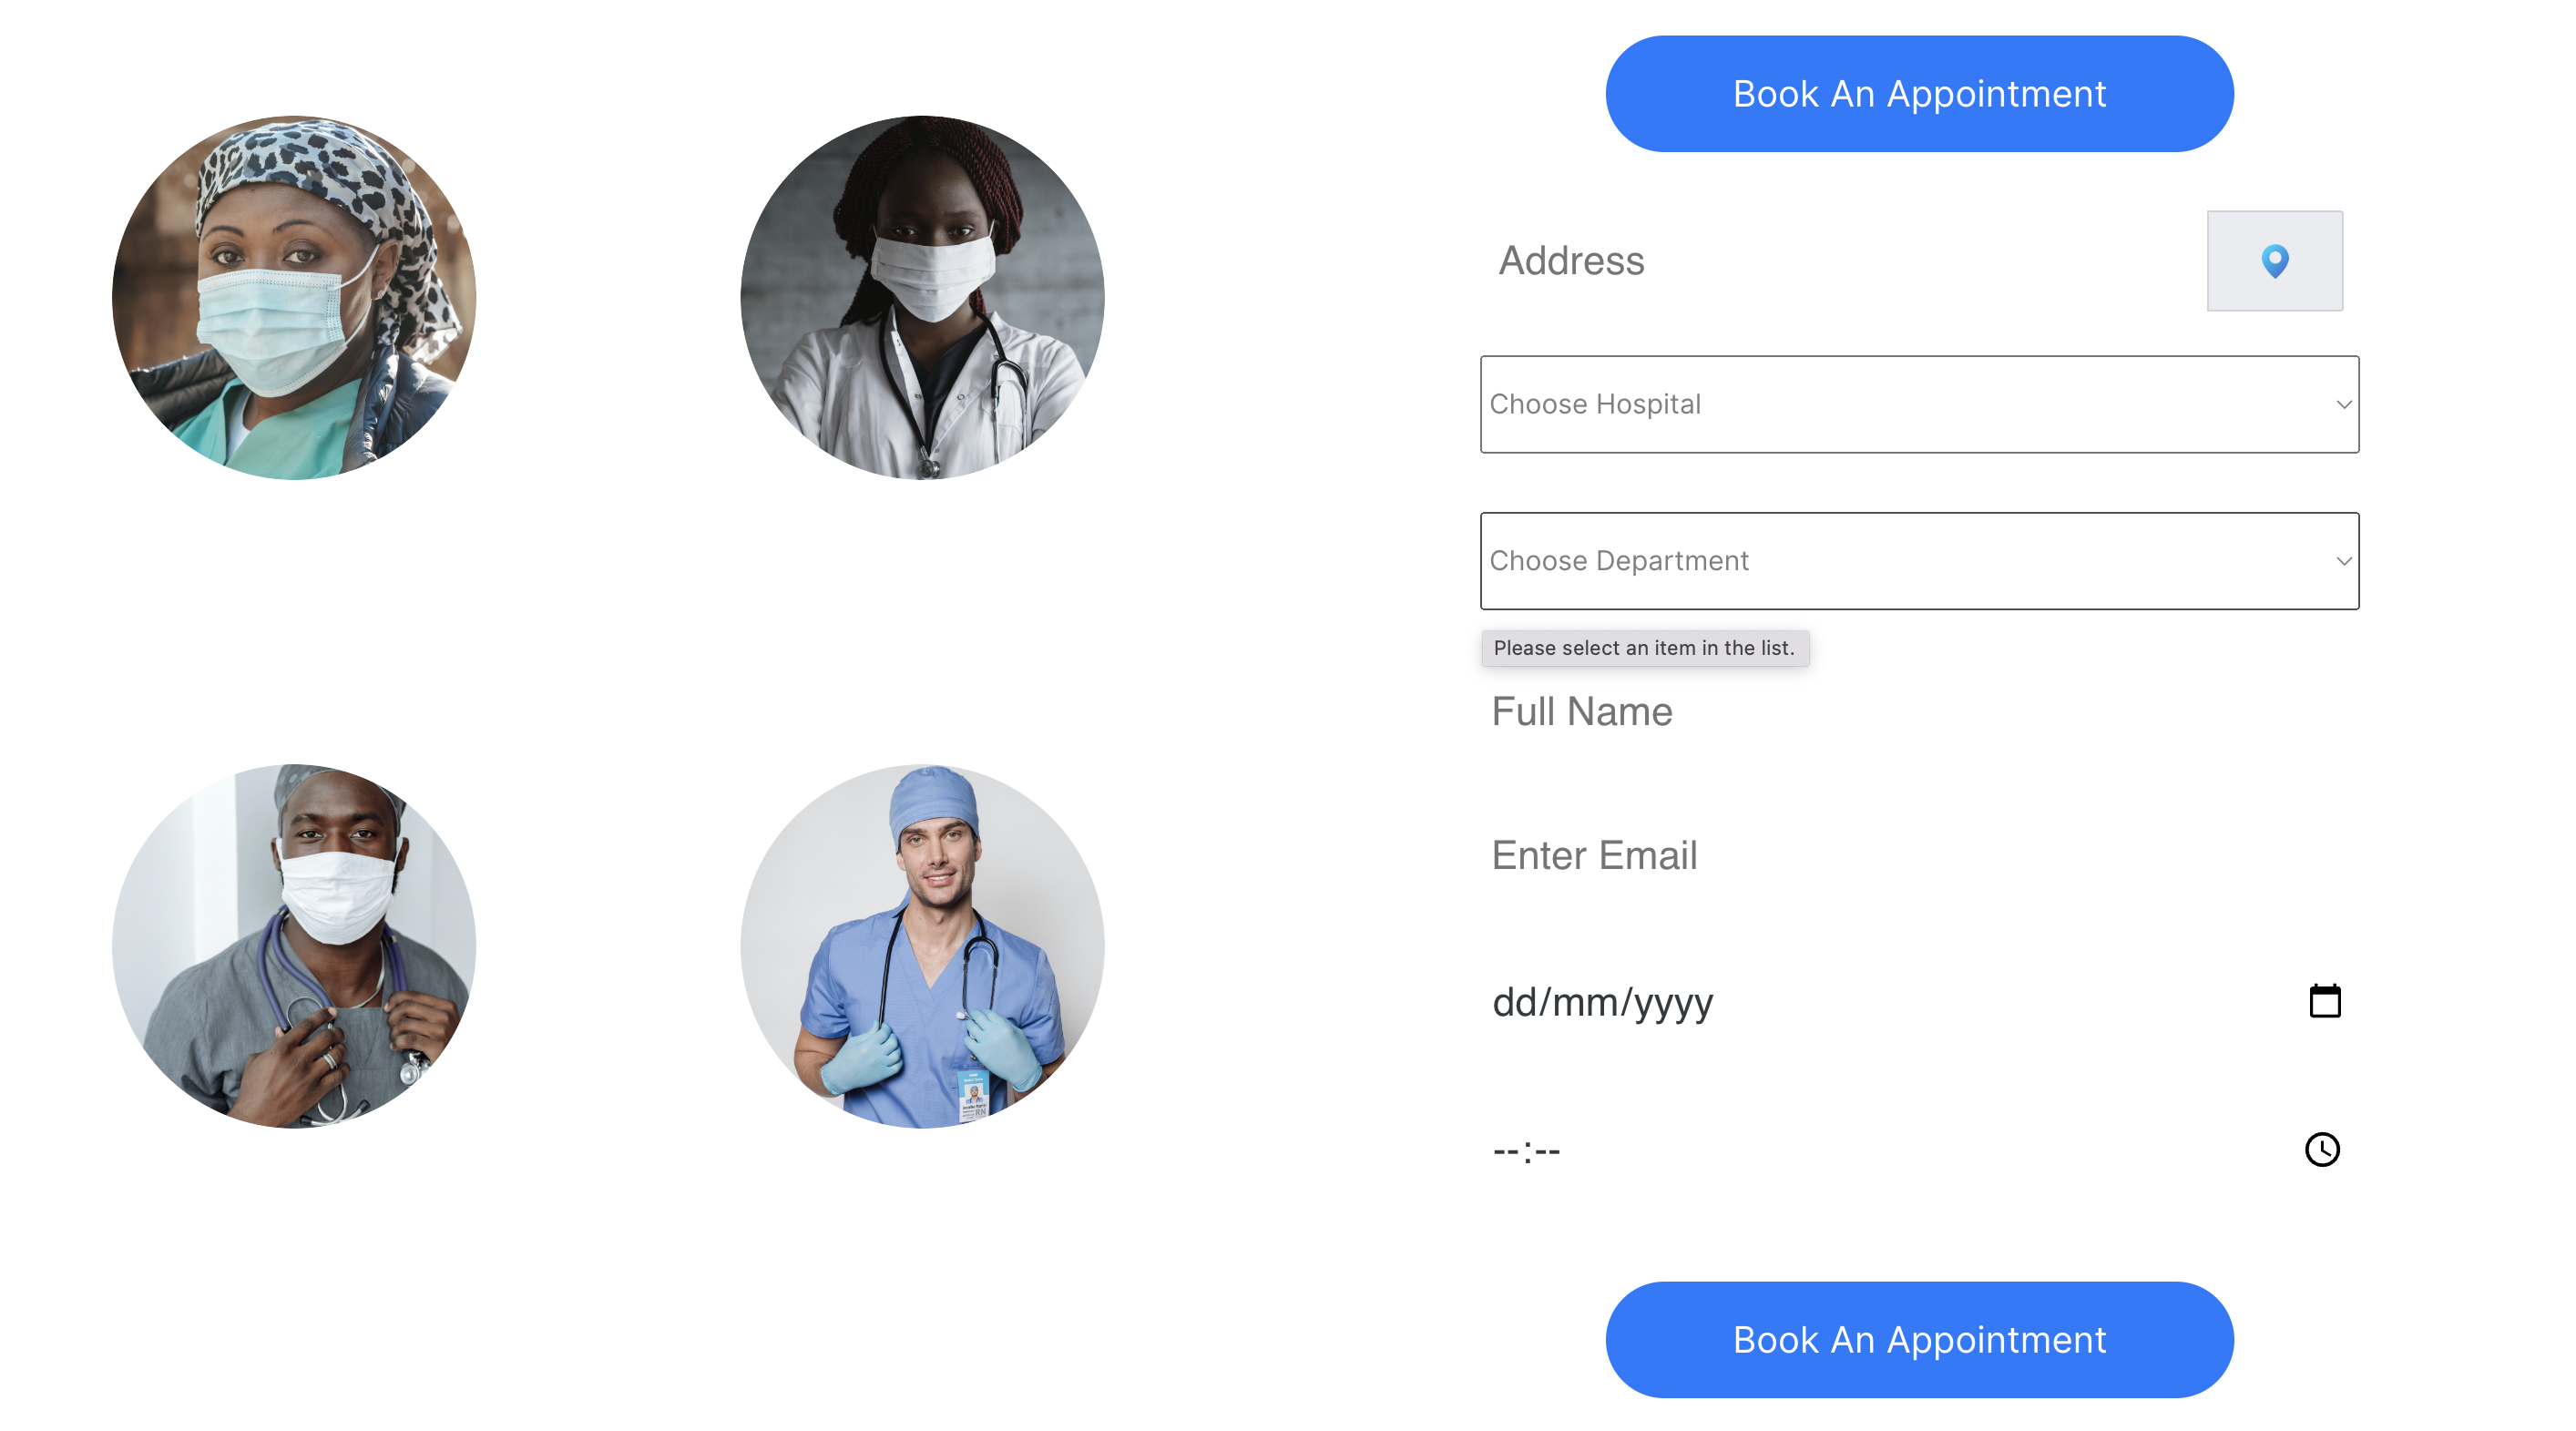 Book An Appointment
Address
Choose Hospital
Choose Department
Please select an item in the list.
Full Name
Enter Email
dd/mm/yyyy
--:--
Book An Appointment
RN